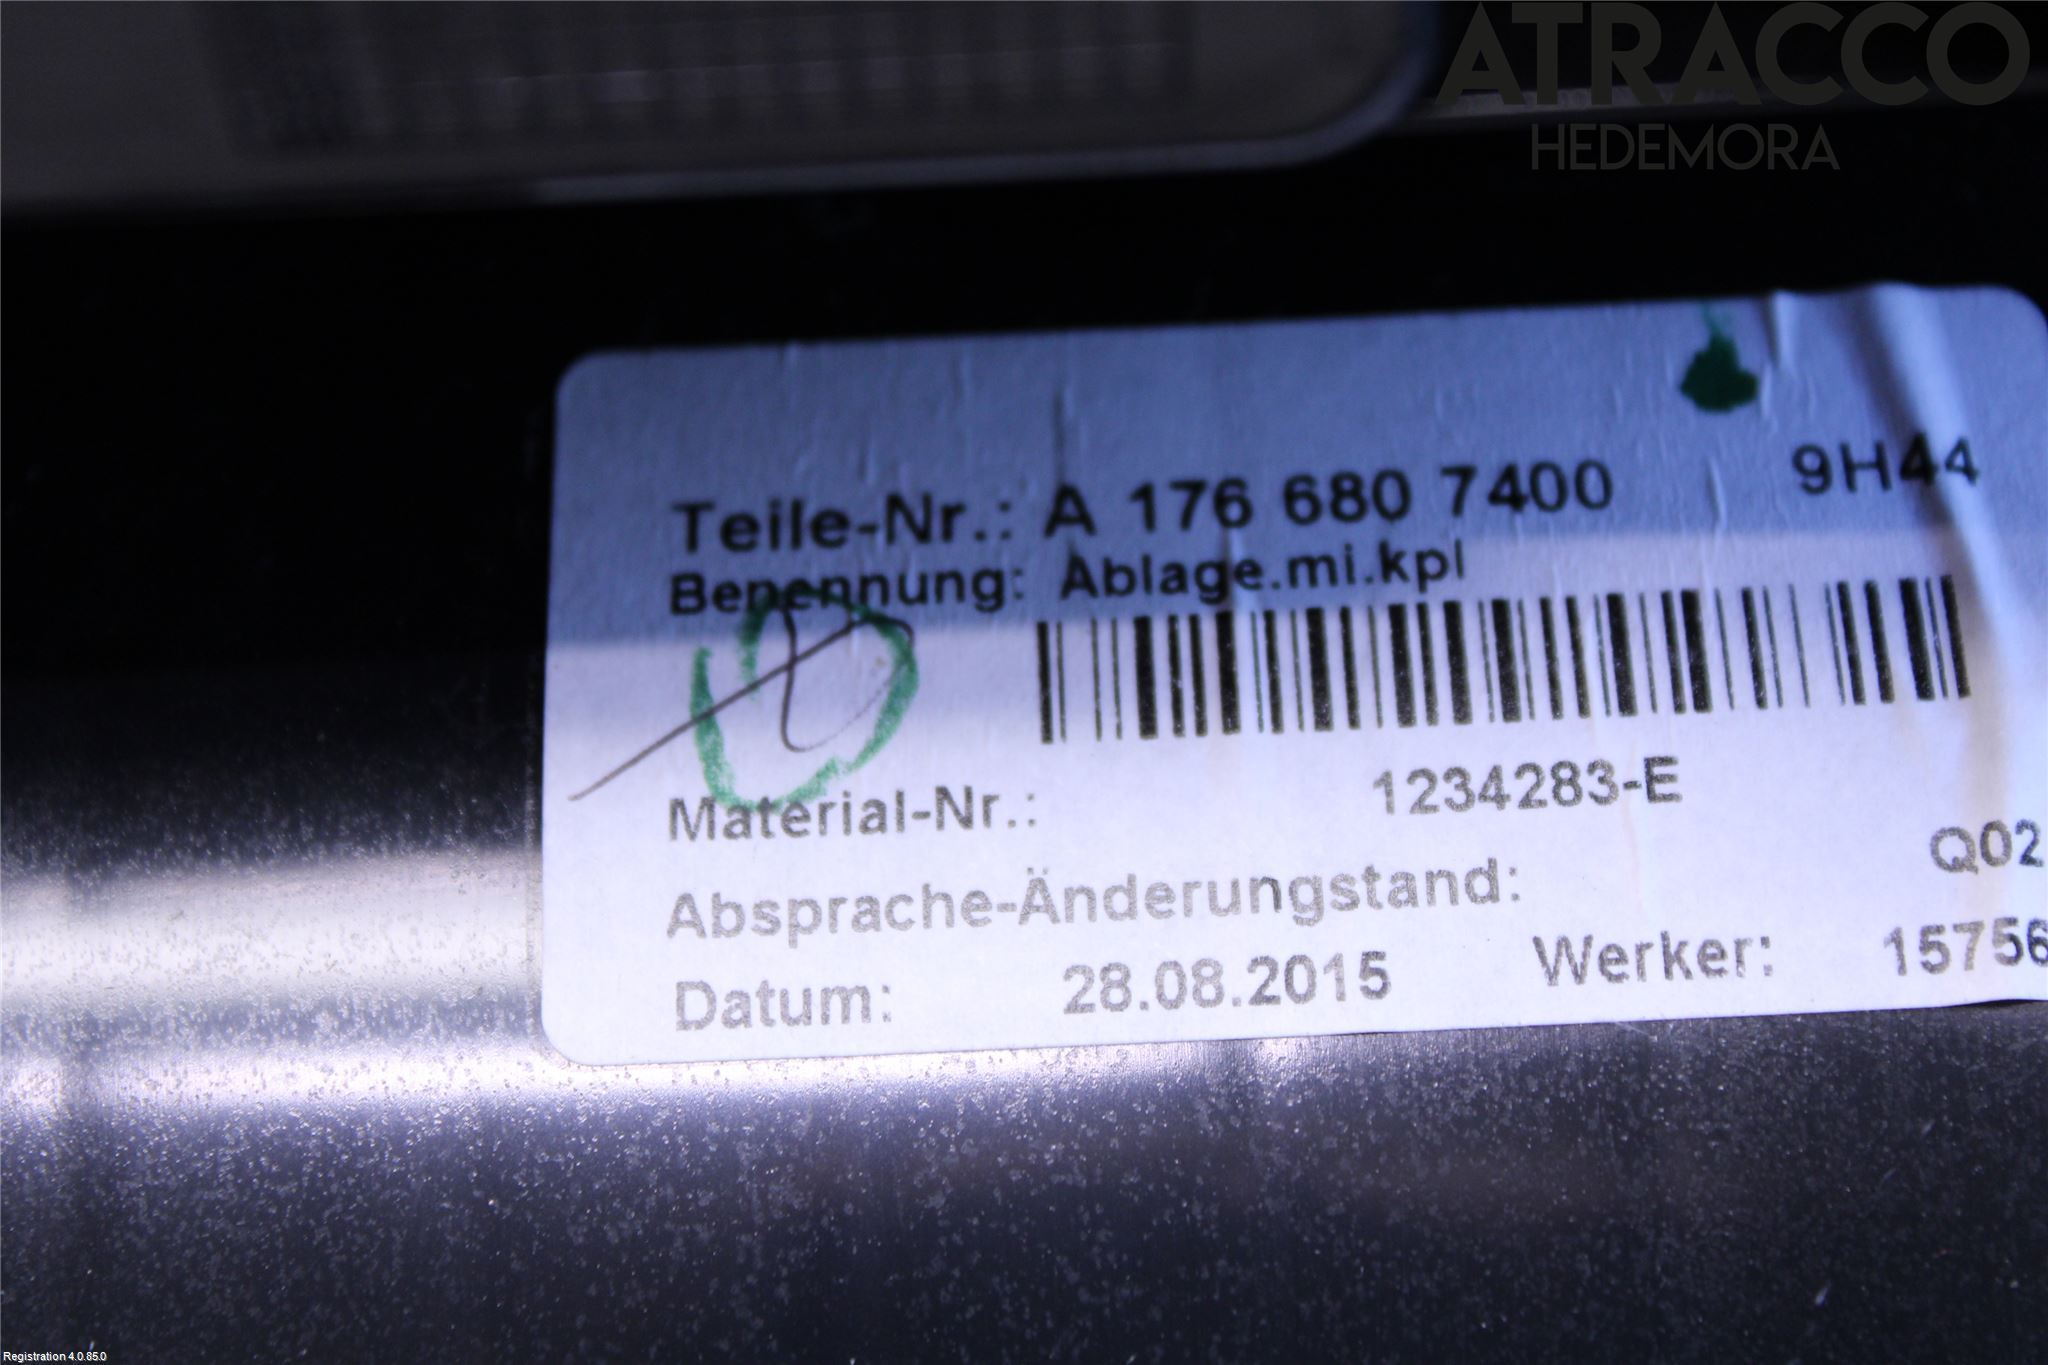 ATRACCO
HEDEMORA
Teile-Nr.: A 176 680 7400 9H44
Benennung: Ablage.mi.kpl
Material-Nr.: 1234283-E
Q02
Absprache-Änderungstand:
Datum: 28.08.2015 Werker: 15756
Registration 4.0.85.0